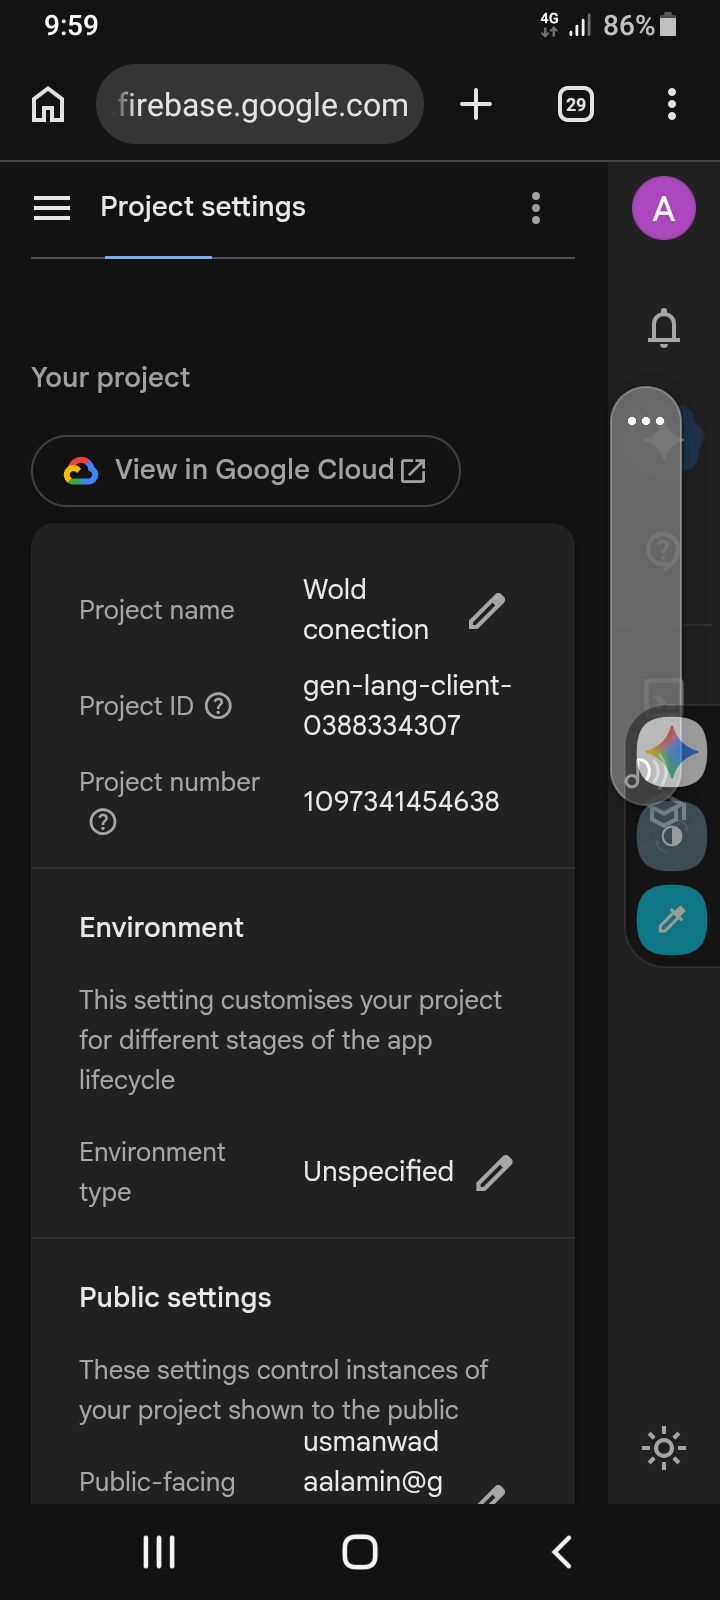 9:59
4G
86%
firebase.google.com
29
Project settings
A
Your project
View in Google Cloud
Project name
Wold
conection
Project ID
gen-lang-client-
0388334307
Project number
1097341454638
Environment
This setting customises your project
for different stages of the app
lifecycle
Environment
type
Unspecified
Public settings
These settings control instances of
your project shown to the public
Public-facing
usmanwad
aalamin@g